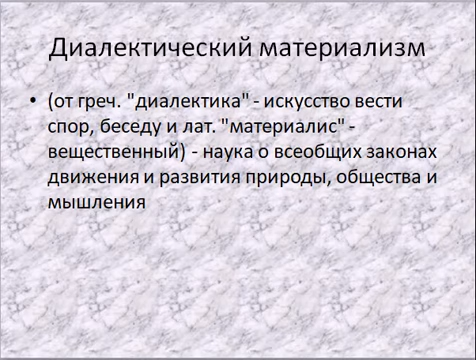 Диалектический материализм
• (от греч. "диалектика" - искусство вести
спор, беседу и лат. "материалис" -
вещественный) - наука о всеобщих законах
движения и развития природы, общества и
мышления